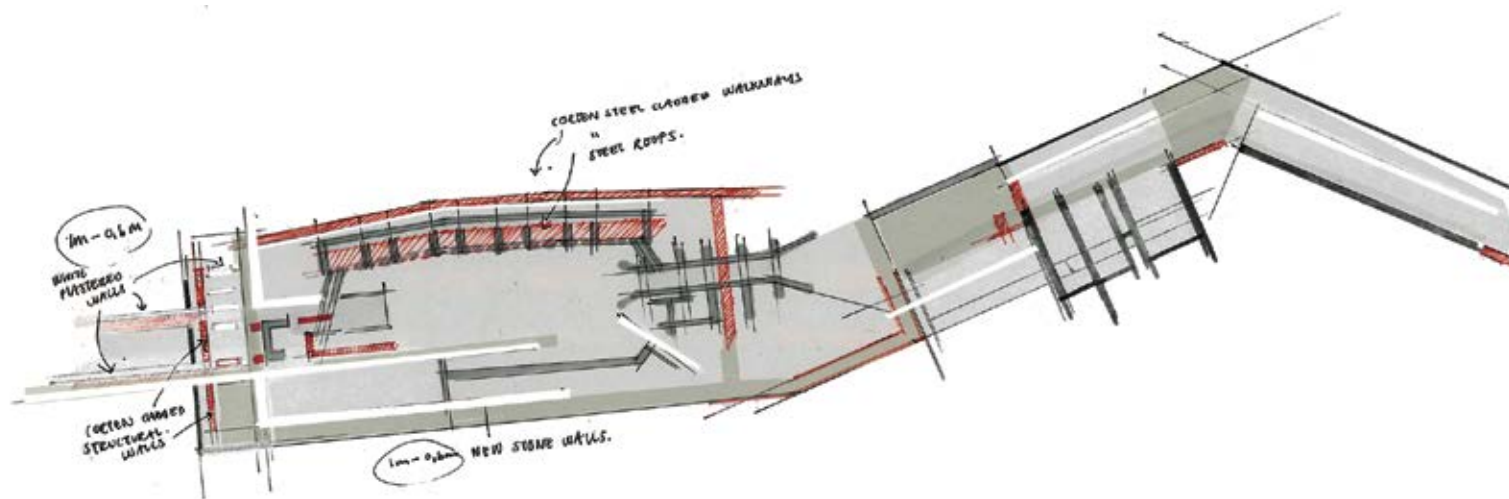 CORTEN STEEL CLADDED WALKWAYS
"
STEEL ROOFS.
1m-0,6m
WHITE
PLASTERED
WALLS
CORTEN CLADDED
STRUCTURAL.
WALLS
1m-0,6m NEW STONE WALLS.